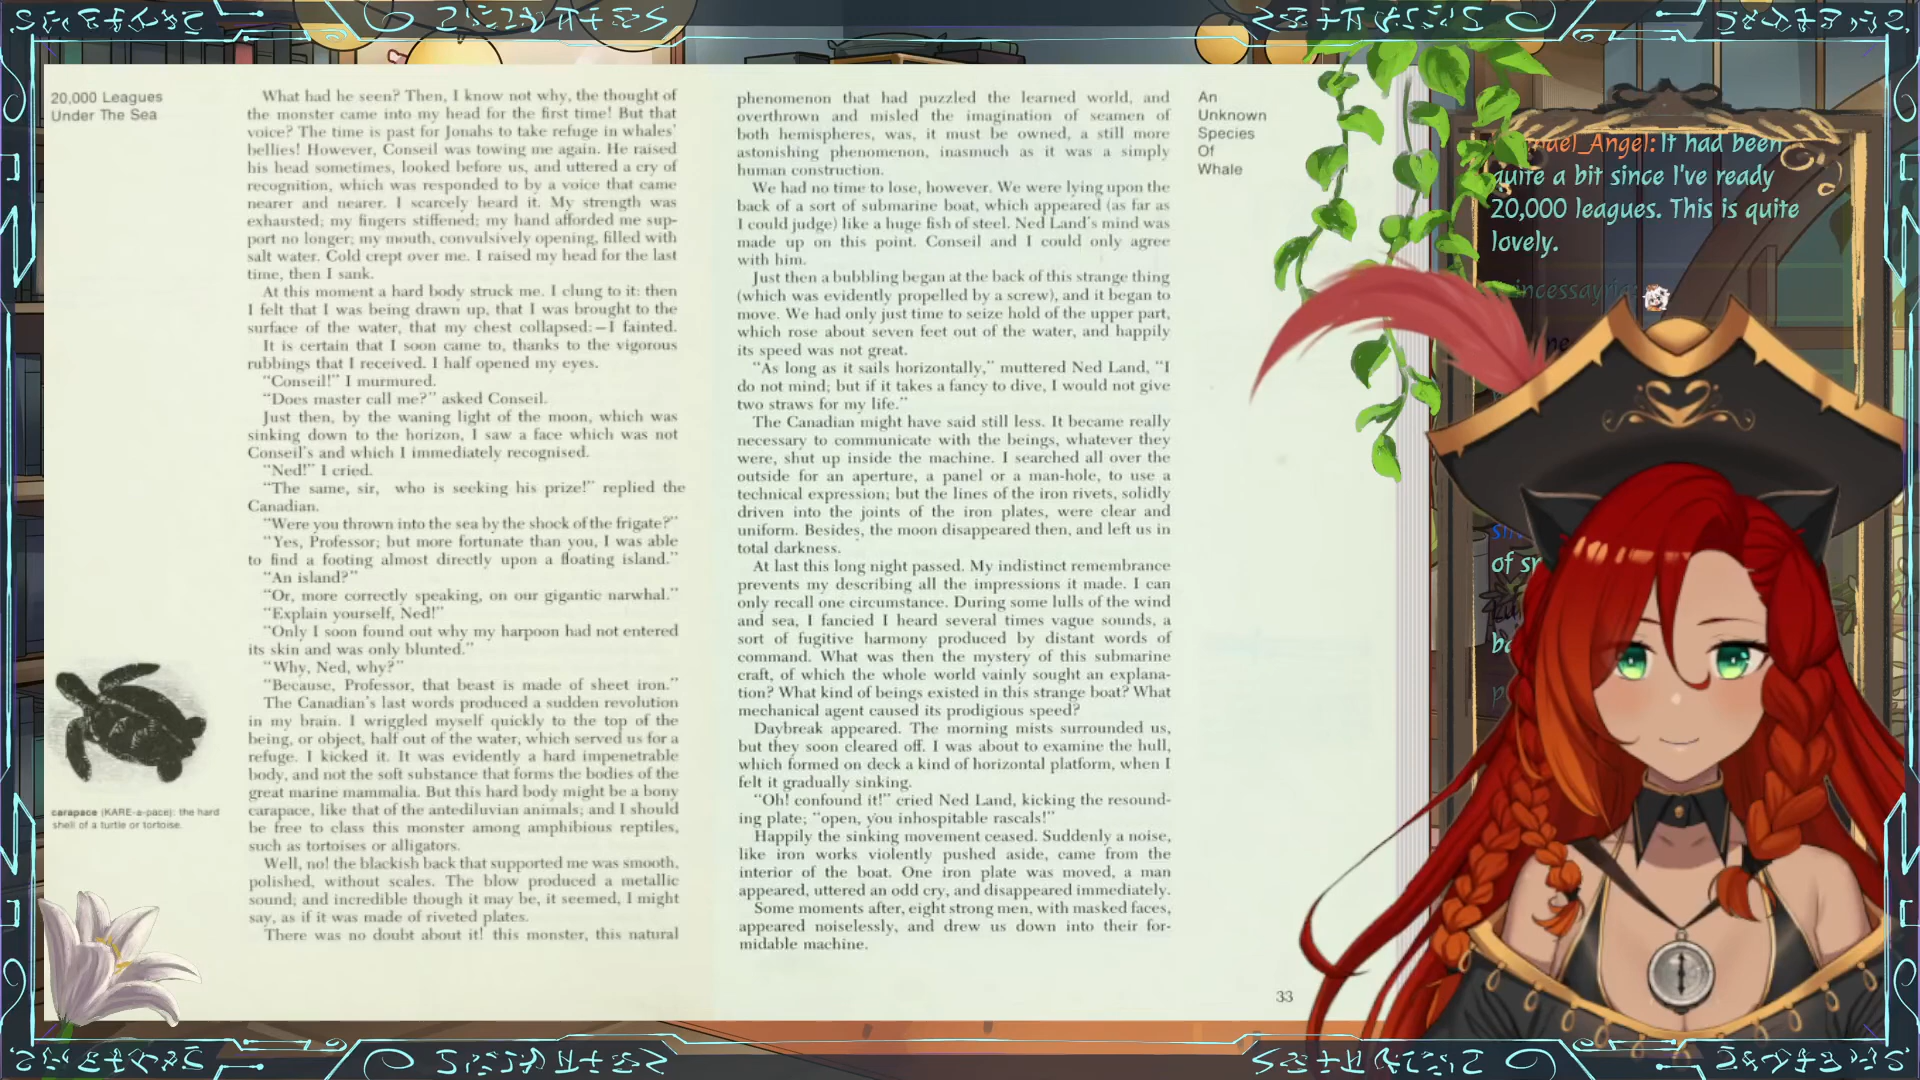 20,000 Leagues
Under The Sea
What had he seen? Then, I know not why, the thought of
the monster came into my head for the first time! But that
voice? The time is past for Jonahs to take refuge in whales'
bellies! However, Conseil was towing me again. He raised
his head sometimes, looked before us, and uttered a cry of
recognition, which was responded to by a voice that came
nearer and nearer. I scarcely heard it. My strength was
exhausted; my fingers stiffened; my hand afforded me sup-
port no longer; my mouth, convulsively opening, filled with
salt water. Cold crept over me. I raised my head for the last
time, then I sank.
At this moment a hard body struck me. I clung to it: then
I felt that I was being drawn up, that I was brought to the
surface of the water, that my chest collapsed:—I fainted.
It is certain that I soon came to, thanks to the vigorous
rubbings that I received. I half opened my eyes.
"Conseil!" I murmured.
"Does master call me?" asked Conseil.
Just then, by the waning light of the moon, which was
sinking down to the horizon, I saw a face which was not
Conseil's and which I immediately recognised.
"Ned!" I cried.
"The same, sir, who is seeking his prize!" replied the
Canadian.
"Were you thrown into the sea by the shock of the frigate?"
"Yes, Professor; but more fortunate than you, I was able
to find a footing almost directly upon a floating island."
"An island?"
"Or, more correctly speaking, on our gigantic narwhal."
"Explain yourself, Ned!"
"Only I soon found out why my harpoon had not entered
its skin and was only blunted."
"Why, Ned, why?"
"Because, Professor, that beast is made of sheet iron."
The Canadian's last words produced a sudden revolution
in my brain. I wriggled myself quickly to the top of the
being, or object, half out of the water, which served us for a
refuge. I kicked it. It was evidently a hard impenetrable
body, and not the soft substance that forms the bodies of the
great marine mammalia. But this hard body might be a bony
carapace, like that of the antediluvian animals; and I should
be free to class this monster among amphibious reptiles,
such as tortoises or alligators.
Well, no! the blackish back that supported me was smooth,
polished, without scales. The blow produced a metallic
sound; and incredible though it may be, it seemed, I might
say, as if it was made of riveted plates.
There was no doubt about it! this monster, this natural
carapace (KARE-a-pace): the hard
shell of a turtle or tortoise.
phenomenon that had puzzled the learned world, and
overthrown and misled the imagination of seamen of
both hemispheres, was, it must be owned, a still more
astonishing phenomenon, inasmuch as it was a simply
human construction.
We had no time to lose, however. We were lying upon the
back of a sort of submarine boat, which appeared (as far as
I could judge) like a huge fish of steel. Ned Land's mind was
made up on this point. Conseil and I could only agree
with him.
Just then a bubbling began at the back of this strange thing
(which was evidently propelled by a screw), and it began to
move. We had only just time to seize hold of the upper part,
which rose about seven feet out of the water, and happily
its speed was not great.
"As long as it sails horizontally," muttered Ned Land, "I
do not mind; but if it takes a fancy to dive, I would not give
two straws for my life."
The Canadian might have said still less. It became really
necessary to communicate with the beings, whatever they
were, shut up inside the machine. I searched all over the
outside for an aperture, a panel or a man-hole, to use a
technical expression; but the lines of the iron rivets, solidly
driven into the joints of the iron plates, were clear and
uniform. Besides, the moon disappeared then, and left us in
total darkness.
At last this long night passed. My indistinct remembrance
prevents my describing all the impressions it made. I can
only recall one circumstance. During some lulls of the wind
and sea, I fancied I heard several times vague sounds, a
sort of fugitive harmony produced by distant words of
command. What was then the mystery of this submarine
craft, of which the whole world vainly sought an explana-
tion? What kind of beings existed in this strange boat? What
mechanical agent caused its prodigious speed?
Daybreak appeared. The morning mists surrounded us,
but they soon cleared off. I was about to examine the hull,
which formed on deck a kind of horizontal platform, when I
felt it gradually sinking.
"Oh! confound it!" cried Ned Land, kicking the resound-
ing plate; "open, you inhospitable rascals!"
Happily the sinking movement ceased. Suddenly a noise,
like iron works violently pushed aside, came from the
interior of the boat. One iron plate was moved, a man
appeared, uttered an odd cry, and disappeared immediately.
Some moments after, eight strong men, with masked faces,
appeared noiselessly, and drew us down into their for-
midable machine.
An
Unknown
Species
Of
Whale
33
_Angel: It had been
quite a bit since I've ready
20,000 leagues. This is quite
lovely.
of